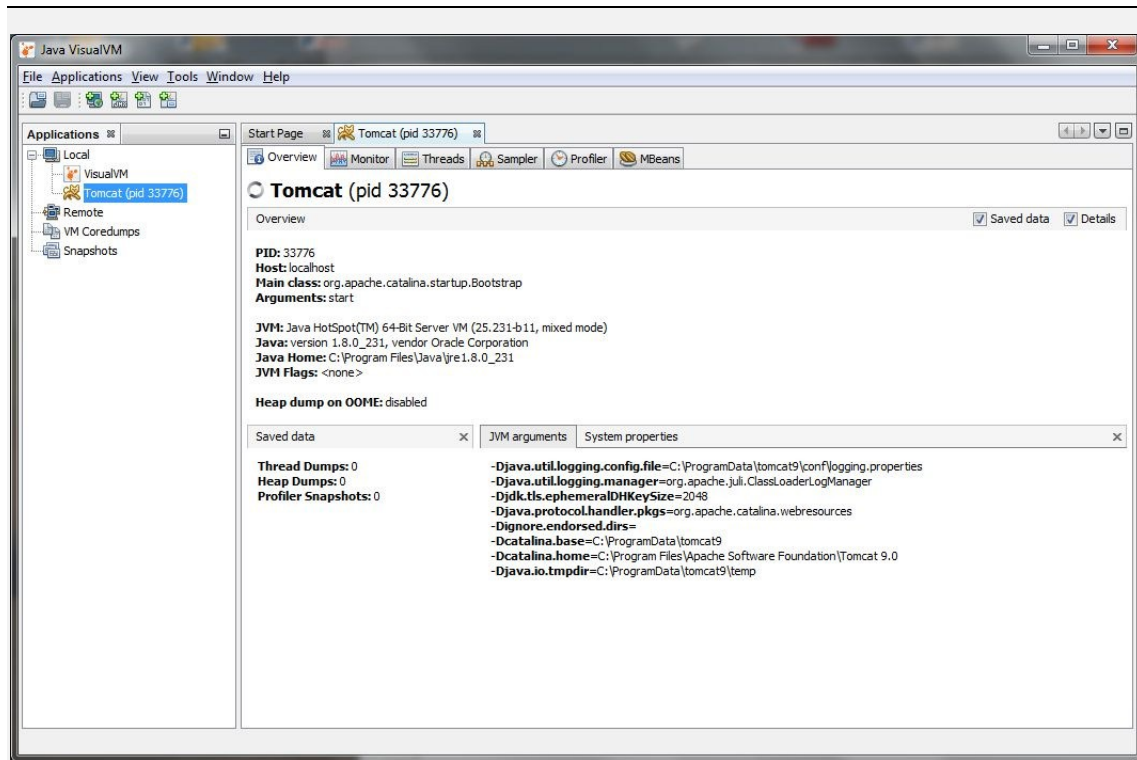 Java VisualVM
File Applications View Tools Window Help
Applications
Local
VisualVM
Tomcat (pid 33776)
Remote
VM Coredumps
Snapshots
Start Page
Tomcat (pid 33776)
Overview
Monitor
Threads
Sampler
Profiler
MBeans
Tomcat (pid 33776)
Overview
Saved data
Details
PID: 33776
Host: localhost
Main class: org.apache.catalina.startup.Bootstrap
Arguments: start
JVM: Java HotSpot(TM) 64-Bit Server VM (25.231-b11, mixed mode)
Java: version 1.8.0_231, vendor Oracle Corporation
Java Home: C:\Program Files\Java\jre1.8.0_231
JVM Flags: <none>
Heap dump on OOME: disabled
Saved data
Thread Dumps: 0
Heap Dumps: 0
Profiler Snapshots: 0
JVM arguments
System properties
-Djava.util.logging.config.file=C:\ProgramData\tomcat9\conf\logging.properties
-Djava.util.logging.manager=org.apache.juli.ClassLoaderLogManager
-Djdk.tls.ephemeralDHKeySize=2048
-Djava.protocol.handler.pkgs=org.apache.catalina.webresources
-Dignore.endorsed.dirs=
-Dcatalina.base=C:\ProgramData\tomcat9
-Dcatalina.home=C:\Program Files\Apache Software Foundation\Tomcat 9.0
-Djava.io.tmpdir=C:\ProgramData\tomcat9\temp